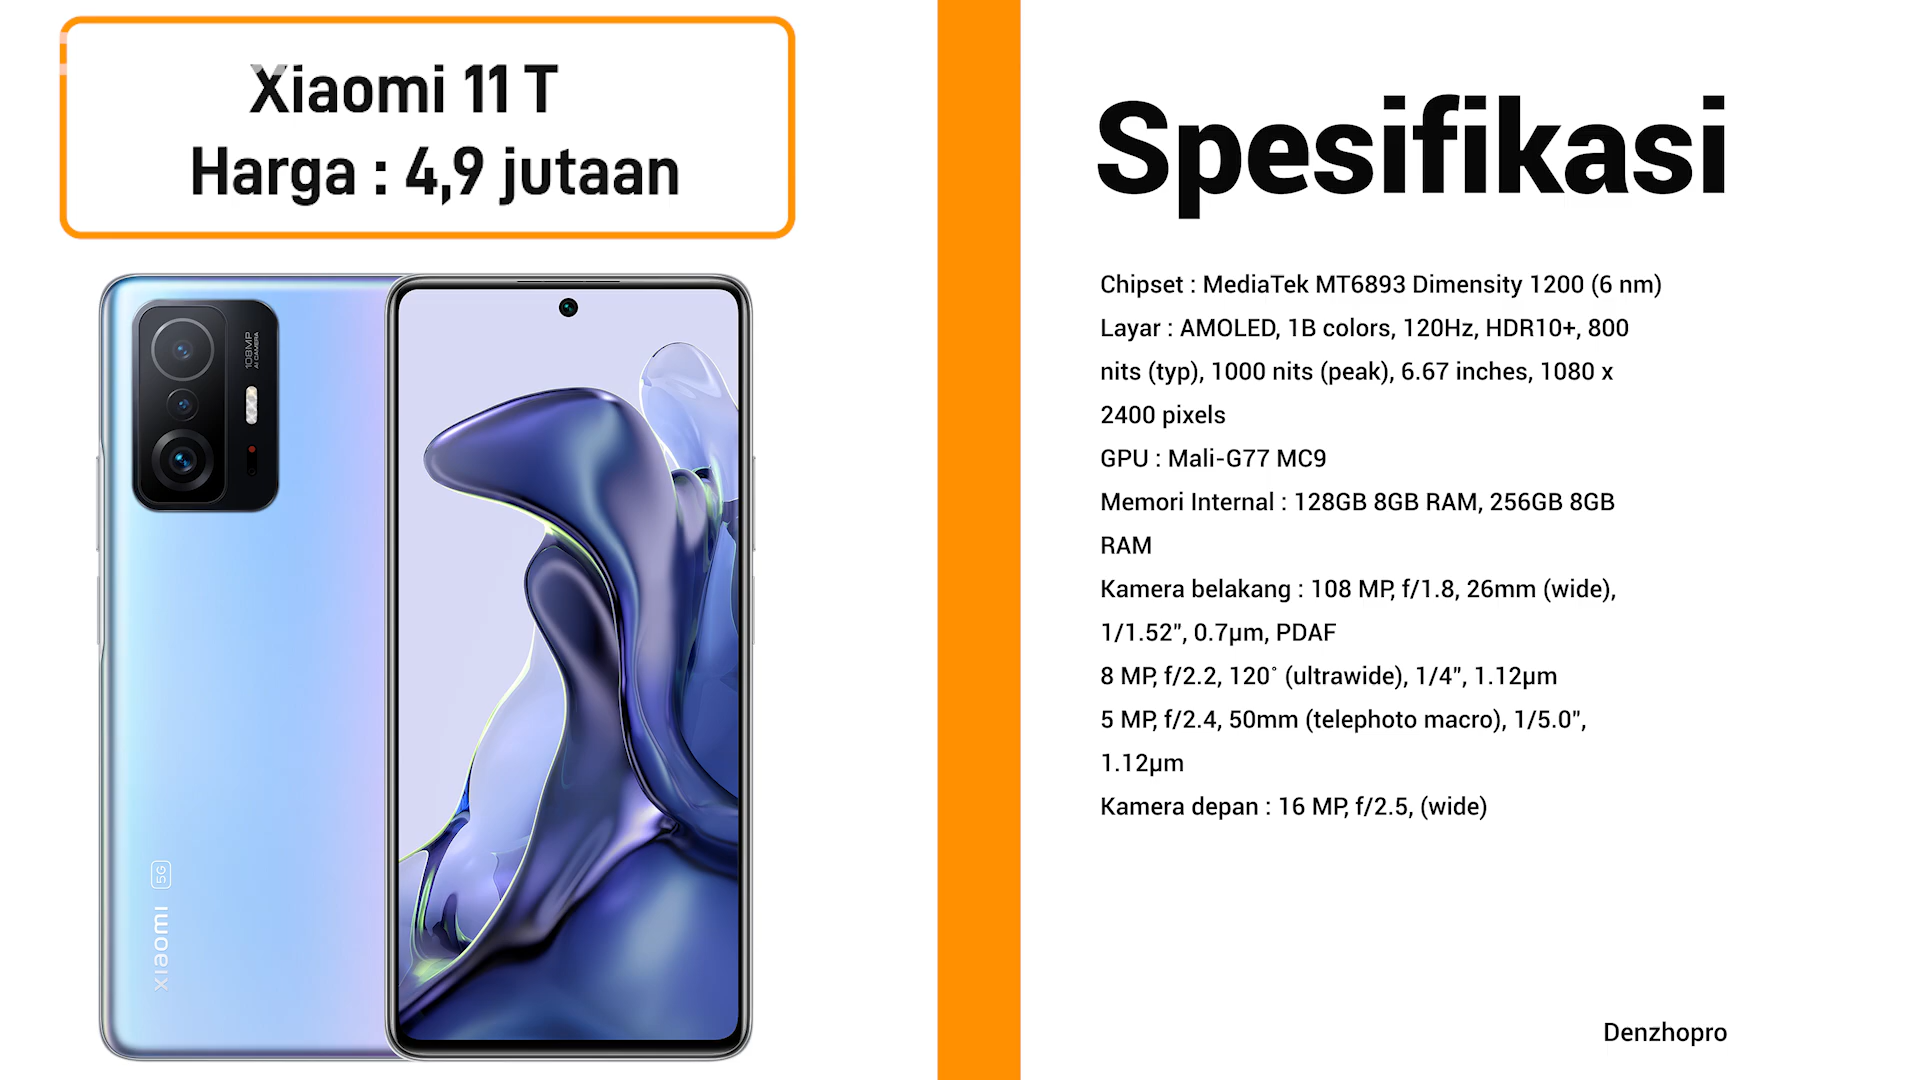 Xiaomi 11 T
Harga : 4,9 jutaan
108MP
AI CAMERA
5G
xiaomi
Spesifikasi
Chipset : MediaTek MT6893 Dimensity 1200 (6 nm)
Layar : AMOLED, 1B colors, 120Hz, HDR10+, 800
nits (typ), 1000 nits (peak), 6.67 inches, 1080 x
2400 pixels
GPU : Mali-G77 MC9
Memori Internal : 128GB 8GB RAM, 256GB 8GB
RAM
Kamera belakang : 108 MP, f/1.8, 26mm (wide),
1/1.52", 0.7µm, PDAF
8 MP, f/2.2, 120˚ (ultrawide), 1/4", 1.12µm
5 MP, f/2.4, 50mm (telephoto macro), 1/5.0",
1.12µm
Kamera depan : 16 MP, f/2.5, (wide)
Denzhopro